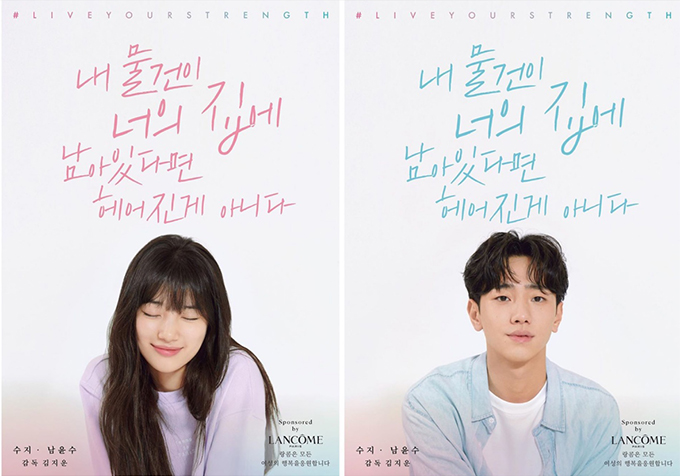 #LIVEYOURSTRENGTH
내 물건이
너의 집에
남아있다면
헤어진게 아니다
수지 · 남윤수
감독 김지운
Sponsored
by
LANCÔME
PARIS
랑콤은 모든
여성의 행복을응원합니다
#LIVEYOURSTRENGTH
내 물건이
너의 집에
남아있다면
헤어진게 아니다
수지 · 남윤수
감독 김지운
Sponsored
by
LANCÔME
PARIS
랑콤은 모든
여성의 행복을응원합니다